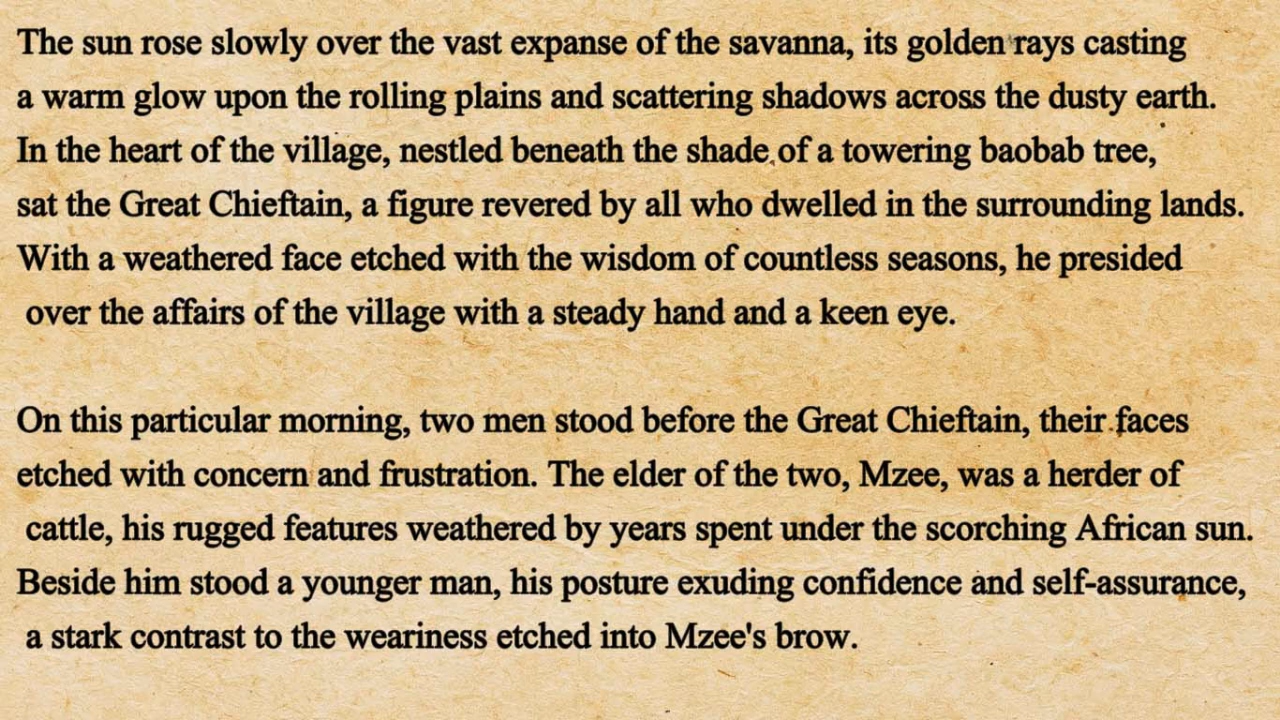 The sun rose slowly over the vast expanse of the savanna, its golden rays casting
a warm glow upon the rolling plains and scattering shadows across the dusty earth.
In the heart of the village, nestled beneath the shade of a towering baobab tree,
sat the Great Chieftain, a figure revered by all who dwelled in the surrounding lands.
With a weathered face etched with the wisdom of countless seasons, he presided
over the affairs of the village with a steady hand and a keen eye.
On this particular morning, two men stood before the Great Chieftain, their faces
etched with concern and frustration. The elder of the two, Mzee, was a herder of
cattle, his rugged features weathered by years spent under the scorching African sun.
Beside him stood a younger man, his posture exuding confidence and self-assurance,
a stark contrast to the weariness etched into Mzee's brow.